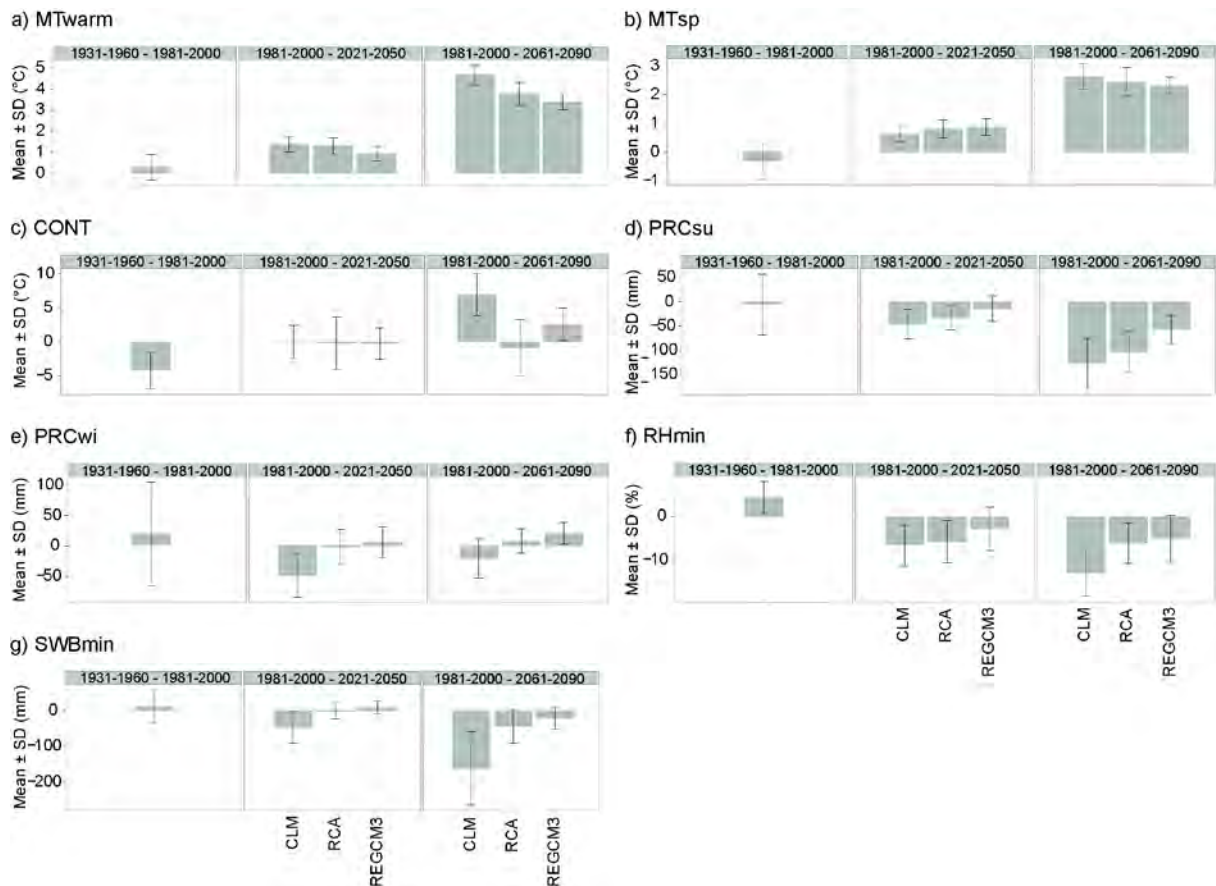 a) MTwarm
1931-1960 - 1981-2000 1981-2000 - 2021-2050 1981-2000 - 2061-2090
Mean ± SD (°C)
5
4
3
2
1
0
b) MTsp
1931-1960 - 1981-2000 1981-2000 - 2021-2050 1981-2000 - 2061-2090
Mean ± SD (°C)
3
2
1
0
−1
c) CONT
1931-1960 - 1981-2000 1981-2000 - 2021-2050 1981-2000 - 2061-2090
Mean ± SD (°C)
10
5
0
−5
d) PRCsu
1931-1960 - 1981-2000 1981-2000 - 2021-2050 1981-2000 - 2061-2090
Mean ± SD (mm)
50
0
−50
−100
−150
e) PRCwi
1931-1960 - 1981-2000 1981-2000 - 2021-2050 1981-2000 - 2061-2090
Mean ± SD (mm)
100
50
0
−50
f) RHmin
1931-1960 - 1981-2000 1981-2000 - 2021-2050 1981-2000 - 2061-2090
Mean ± SD (%)
0
−10
CLM
RCA
REGCM3
CLM
RCA
REGCM3
g) SWBmin
1931-1960 - 1981-2000 1981-2000 - 2021-2050 1981-2000 - 2061-2090
Mean ± SD (mm)
0
−100
−200
CLM
RCA
REGCM3
CLM
RCA
REGCM3